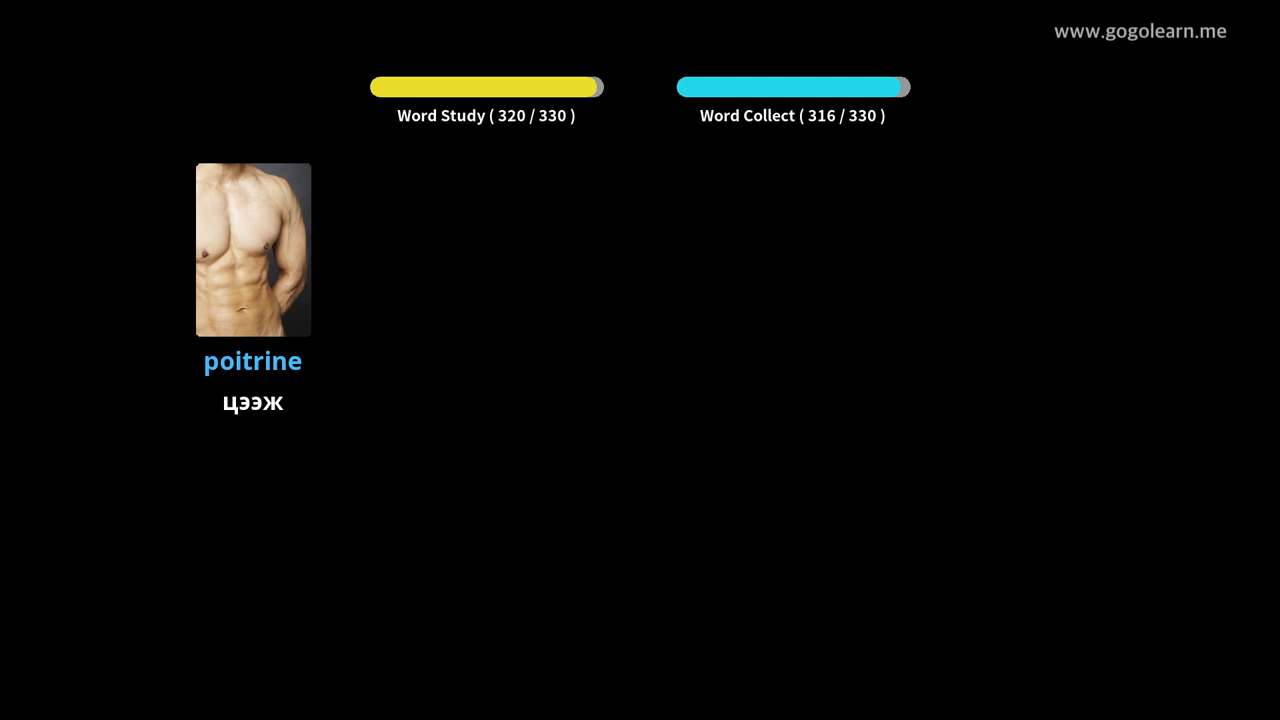 www.gogolearn.me
Word Study ( 320 / 330 )
Word Collect ( 316 / 330 )
poitrine
цээж